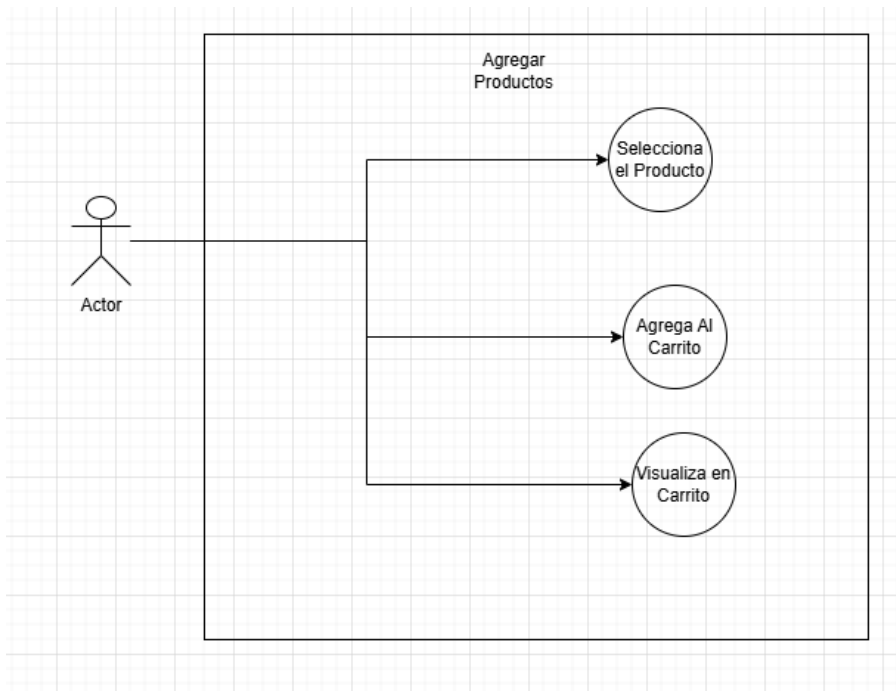 Agregar
Productos
Selecciona
el Producto
Actor
Agrega Al
Carrito
Visualiza en
Carrito